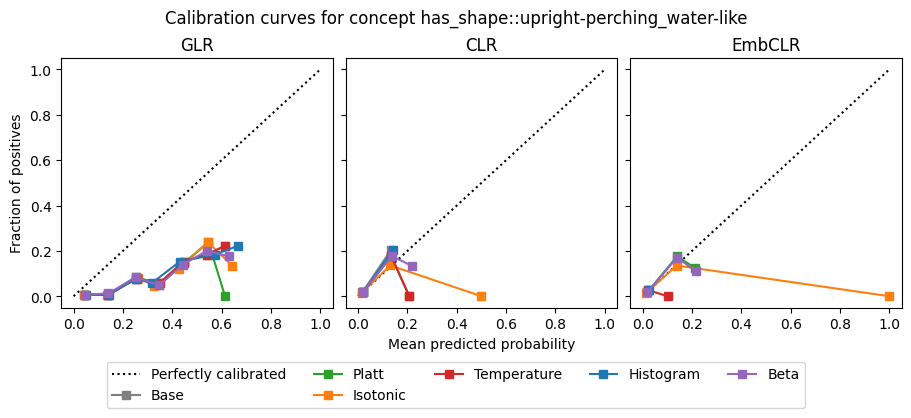 Calibration curves for concept has_shape::upright-perching_water-like
GLR
CLR
EmbCLR
Fraction of positives
1.0
0.8
0.6
0.4
0.2
0.0
0.0 0.2 0.4 0.6 0.8 1.0
0.0 0.2 0.4 0.6 0.8 1.0
0.0 0.2 0.4 0.6 0.8 1.0
Mean predicted probability
Perfectly calibrated
Base
Platt
Isotonic
Temperature
Histogram
Beta